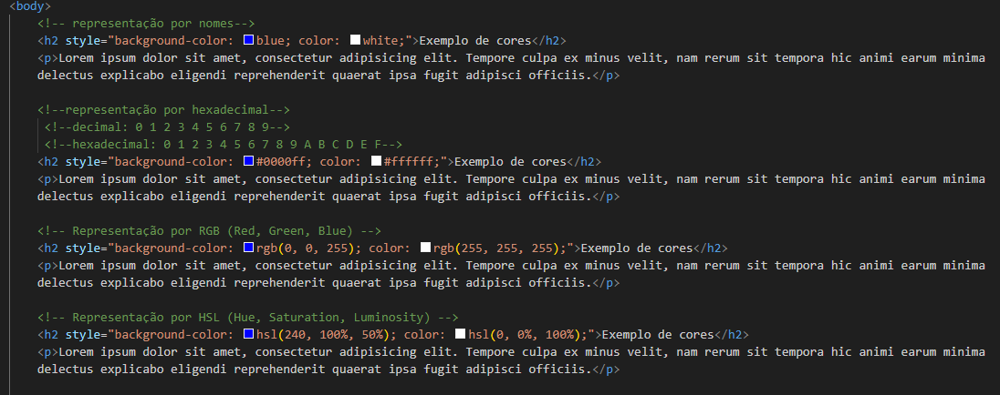 <body>
<!-- representação por nomes-->
<h2 style="background-color: blue; color: white;">Exemplo de cores</h2>
<p>Lorem ipsum dolor sit amet, consectetur adipisicing elit. Tempore culpa ex minus velit, nam rerum sit tempora hic animi earum minima
delectus explicabo eligendi reprehenderit quaerat ipsa fugit adipisci officiis.</p>
<!--representação por hexadecimal-->
<!--decimal: 0 1 2 3 4 5 6 7 8 9-->
<!--hexadecimal: 0 1 2 3 4 5 6 7 8 9 A B C D E F-->
<h2 style="background-color: #0000ff; color: #ffffff;">Exemplo de cores</h2>
<p>Lorem ipsum dolor sit amet, consectetur adipisicing elit. Tempore culpa ex minus velit, nam rerum sit tempora hic animi earum minima
delectus explicabo eligendi reprehenderit quaerat ipsa fugit adipisci officiis.</p>
<!-- Representação por RGB (Red, Green, Blue) -->
<h2 style="background-color: rgb(0, 0, 255); color: rgb(255, 255, 255);">Exemplo de cores</h2>
<p>Lorem ipsum dolor sit amet, consectetur adipisicing elit. Tempore culpa ex minus velit, nam rerum sit tempora hic animi earum minima
delectus explicabo eligendi reprehenderit quaerat ipsa fugit adipisci officiis.</p>
<!-- Representação por HSL (Hue, Saturation, Luminosity) -->
<h2 style="background-color: hsl(240, 100%, 50%); color: hsl(0, 0%, 100%);">Exemplo de cores</h2>
<p>Lorem ipsum dolor sit amet, consectetur adipisicing elit. Tempore culpa ex minus velit, nam rerum sit tempora hic animi earum minima
delectus explicabo eligendi reprehenderit quaerat ipsa fugit adipisci officiis.</p>